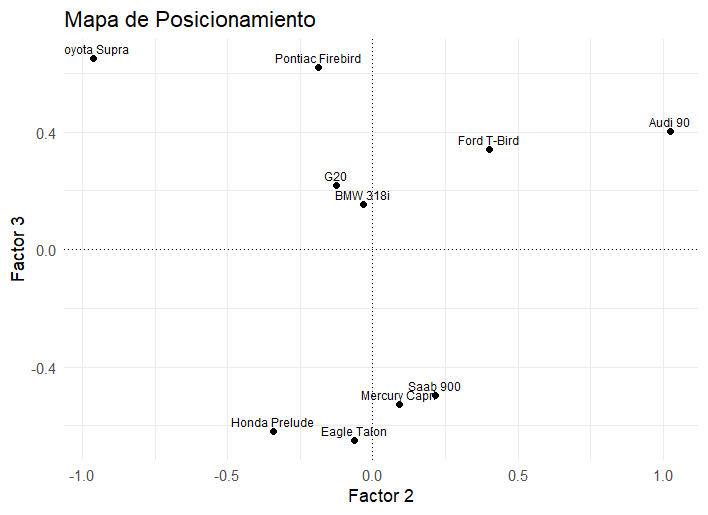 Mapa de Posicionamiento
oyota Supra
Pontiac Firebird
Audi 90
Ford T-Bird
G20
BMW 318i
Saab 900
Mercury Capri
Honda Prelude
Eagle Talon
0.4
0.0
-0.4
Factor 3
-1.0
-0.5
0.0
0.5
1.0
Factor 2